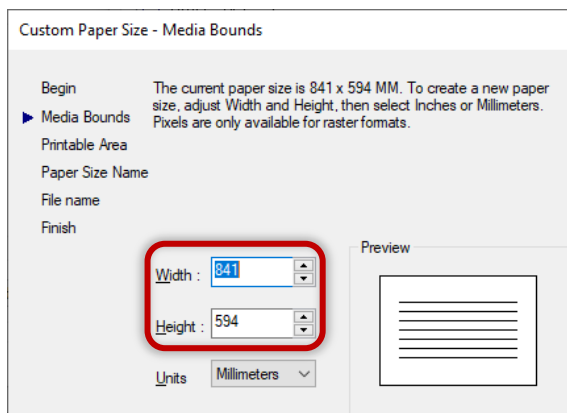 Custom Paper Size - Media Bounds
Begin
Media Bounds
Printable Area
Paper Size Name
File name
Finish
The current paper size is 841 x 594 MM. To create a new paper
size, adjust Width and Height, then select Inches or Millimeters.
Pixels are only available for raster formats.
Width : 841
Height : 594
Units Millimeters
Preview